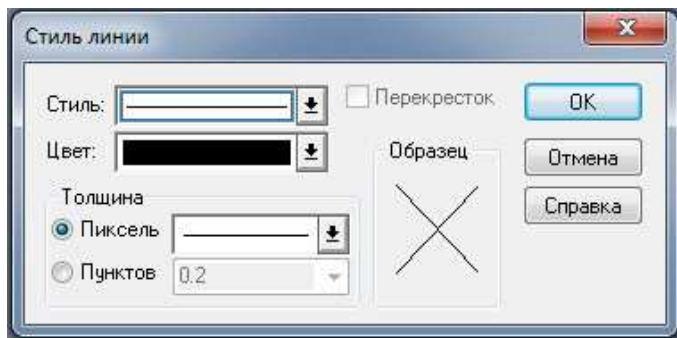 Стиль линии
Стиль:
Перекресток
OK
Цвет:
Образец
Отмена
Толщина
Справка
Пиксель
Пунктов
0.2